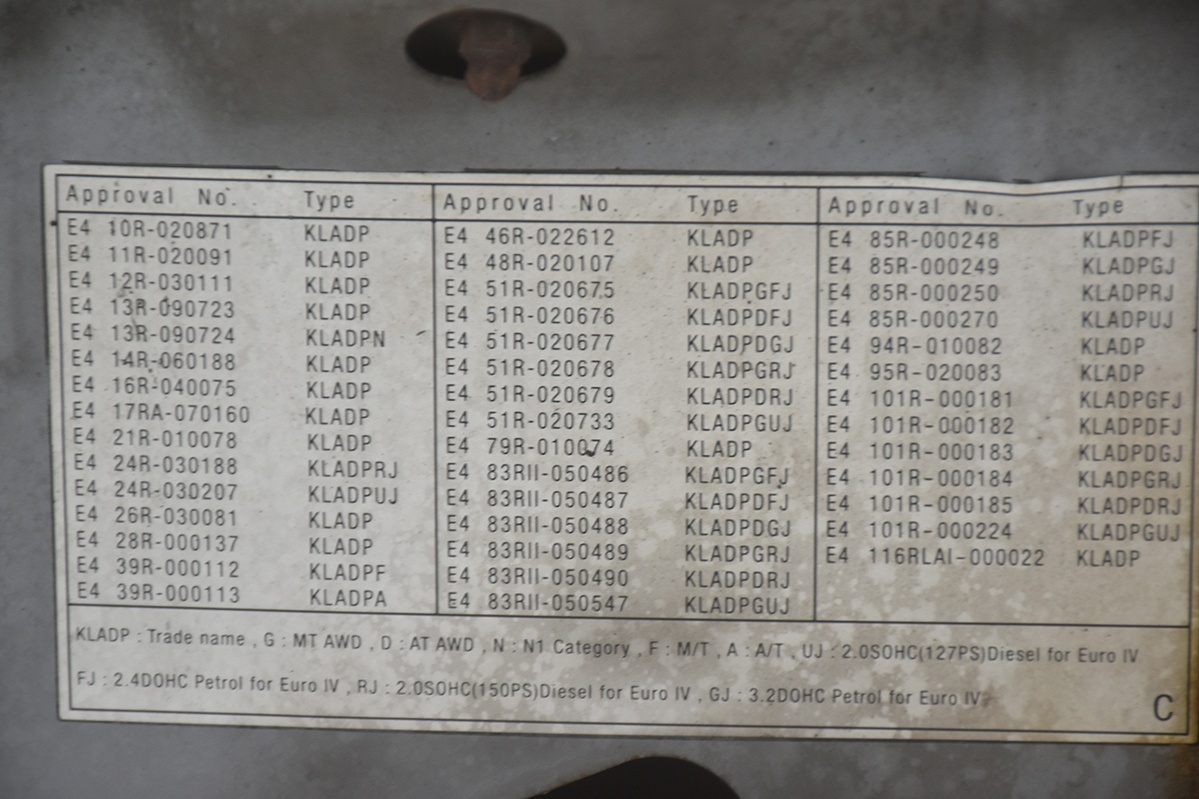 Approval No. Type Approval No. Type Approval No. Type
E4 10R-020871 KLADP E4 46R-022612 KLADP E4 85R-000248 KLADPFJ
E4 11R-020091 KLADP E4 48R-020107 KLADP E4 85R-000249 KLADPGJ
E4 12R-030111 KLADP E4 51R-020675 KLADPGFJ E4 85R-000250 KLADPRJ
E4 13R-090723 KLADP E4 51R-020676 KLADPDFJ E4 85R-000270 KLADPUJ
E4 13R-090724 KLADPN E4 51R-020677 KLADPDGJ E4 94R-010082 KLADP
E4 14R-060188 KLADP E4 51R-020678 KLADPGRJ E4 95R-020083 KLADP
E4 16R-040075 KLADP E4 51R-020679 KLADPDRJ E4 101R-000181 KLADPGFJ
E4 17RA-070160 KLADP E4 51R-020733 KLADPGUJ E4 101R-000182 KLADPDFJ
E4 21R-010078 KLADP E4 79R-010074 KLADP E4 101R-000183 KLADPDGJ
E4 24R-030188 KLADPRJ E4 83RII-050486 KLADPGFJ E4 101R-000184 KLADPGRJ
E4 24R-030207 KLADPUJ E4 83RII-050487 KLADPDFJ E4 101R-000185 KLADPDRJ
E4 26R-030081 KLADP E4 83RII-050488 KLADPDGJ E4 101R-000224 KLADPGUJ
E4 28R-000137 KLADP E4 83RII-050489 KLADPGRJ E4 116RLAI-000022 KLADP
E4 39R-000112 KLADPF E4 83RII-050490 KLADPDRJ
E4 39R-000113 KLADPA E4 83RII-050547 KLADPGUJ
KLADP : Trade name , G : MT AWD , D : AT AWD , N : N1 Category , F : M/T , A : A/T , UJ : 2.0SOHC(127PS)Diesel for Euro IV
FJ : 2.4DOHC Petrol for Euro IV , RJ : 2.0SOHC(150PS)Diesel for Euro IV , GJ : 3.2DOHC Petrol for Euro IV
C